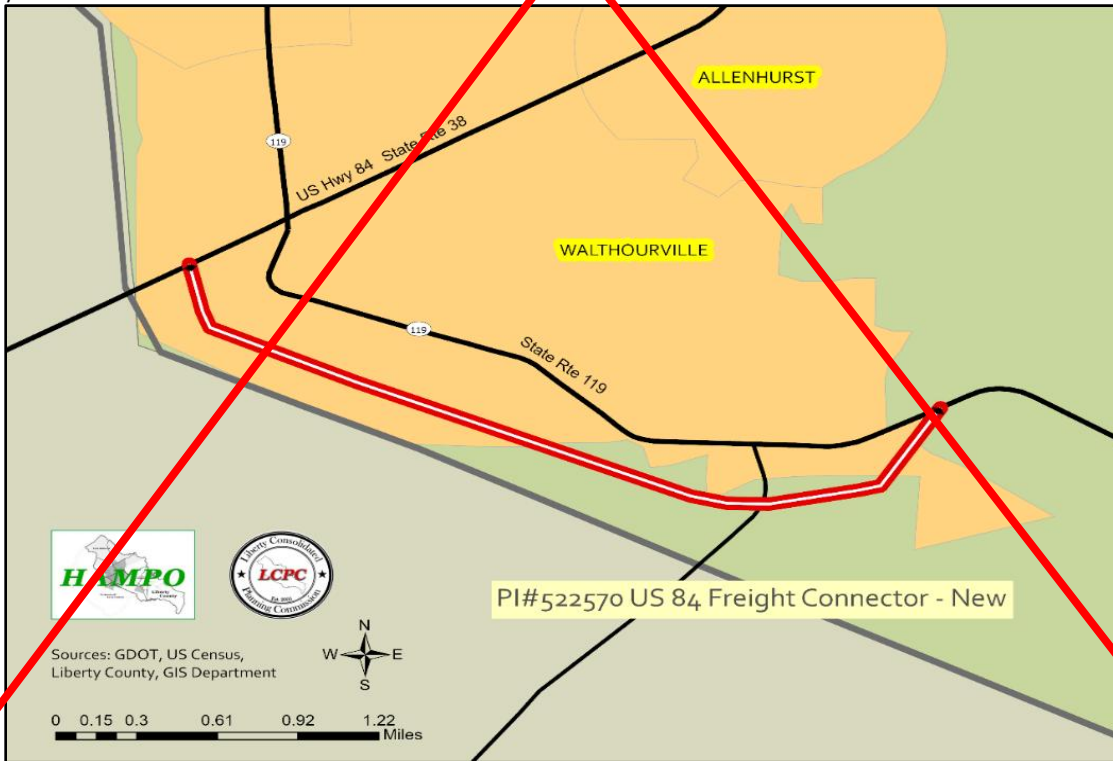 ALLENHURST
119
US Hwy 84 State Rte 38
WALTHOURVILLE
119
State Rte 119
HAMPO
Liberty Consolidated
LCPC
Planning Commission
PI#522570 US 84 Freight Connector - New
Sources: GDOT, US Census,
Liberty County, GIS Department
N
W E
S
0 0.15 0.3 0.61 0.92 1.22
Miles